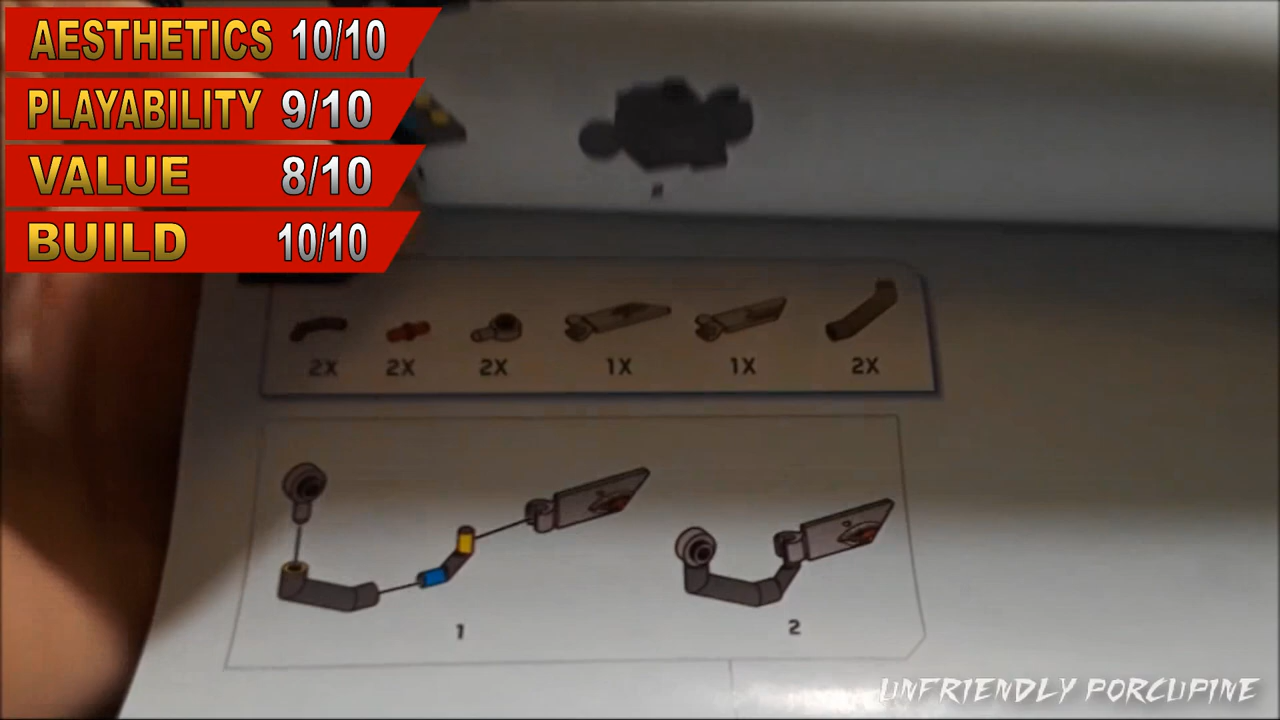 AESTHETICS 10/10
PLAYABILITY 9/10
VALUE 8/10
BUILD 10/10
2X 2X 2X 1X 1X 2X
1 2
UNFRIENDLY PORCUPINE